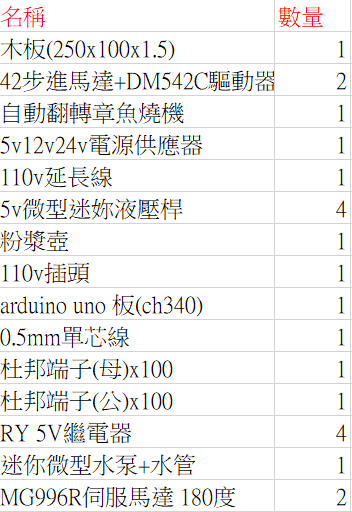 名稱 數量
木板(250x100x1.5) 1
42步進馬達+DM542C驅動器 2
自動翻轉章魚燒機 1
5v12v24v電源供應器 1
110v延長線 1
5v微型迷妳液壓桿 4
粉漿壺 1
110v插頭 1
arduino uno 板(ch340) 1
0.5mm單芯線 1
杜邦端子(母)x100 1
杜邦端子(公)x100 1
RY 5V繼電器 4
迷你微型水泵+水管 1
MG996R伺服馬達 180度 2